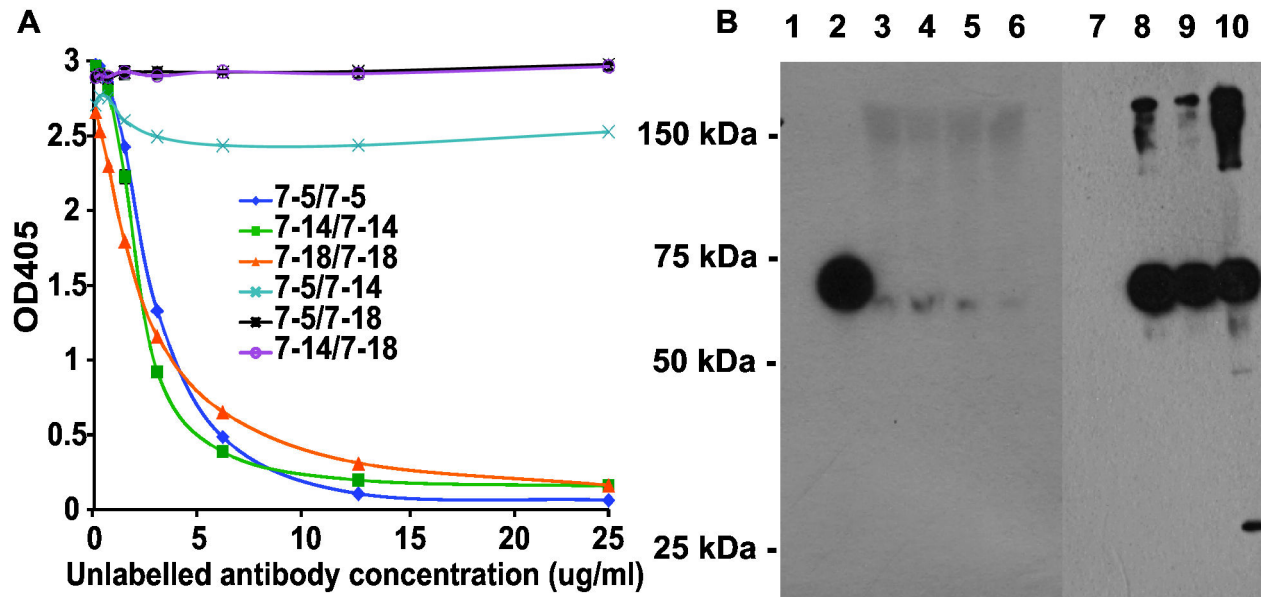 A
3
2.5
2
1.5
1
0.5
0
OD405
7-5/7-5
7-14/7-14
7-18/7-18
7-5/7-14
7-5/7-18
7-14/7-18
0 5 10 15 20 25
Unlabelled antibody concentration (ug/ml)
B
1 2 3 4 5 6 7 8 9 10
150 kDa -
75 kDa -
50 kDa -
25 kDa -